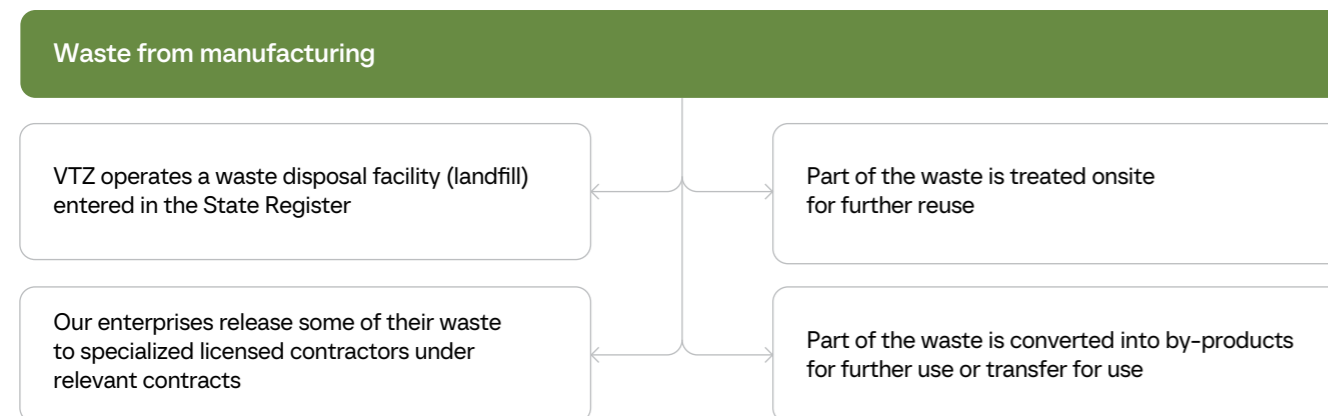 Waste from manufacturing
VTZ operates a waste disposal facility (landfill)
entered in the State Register
Part of the waste is treated onsite
for further reuse
Our enterprises release some of their waste
to specialized licensed contractors under
relevant contracts
Part of the waste is converted into by-products
for further use or transfer for use